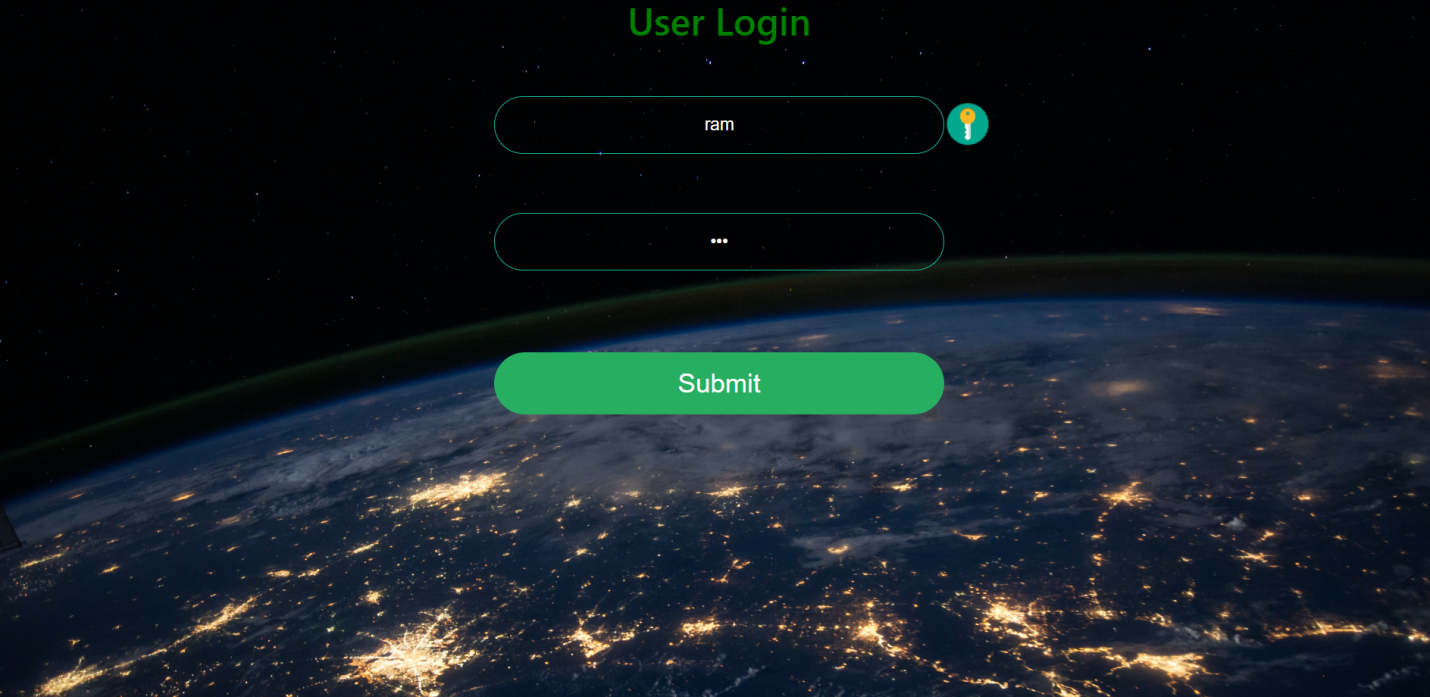 User Login
ram
•••
Submit